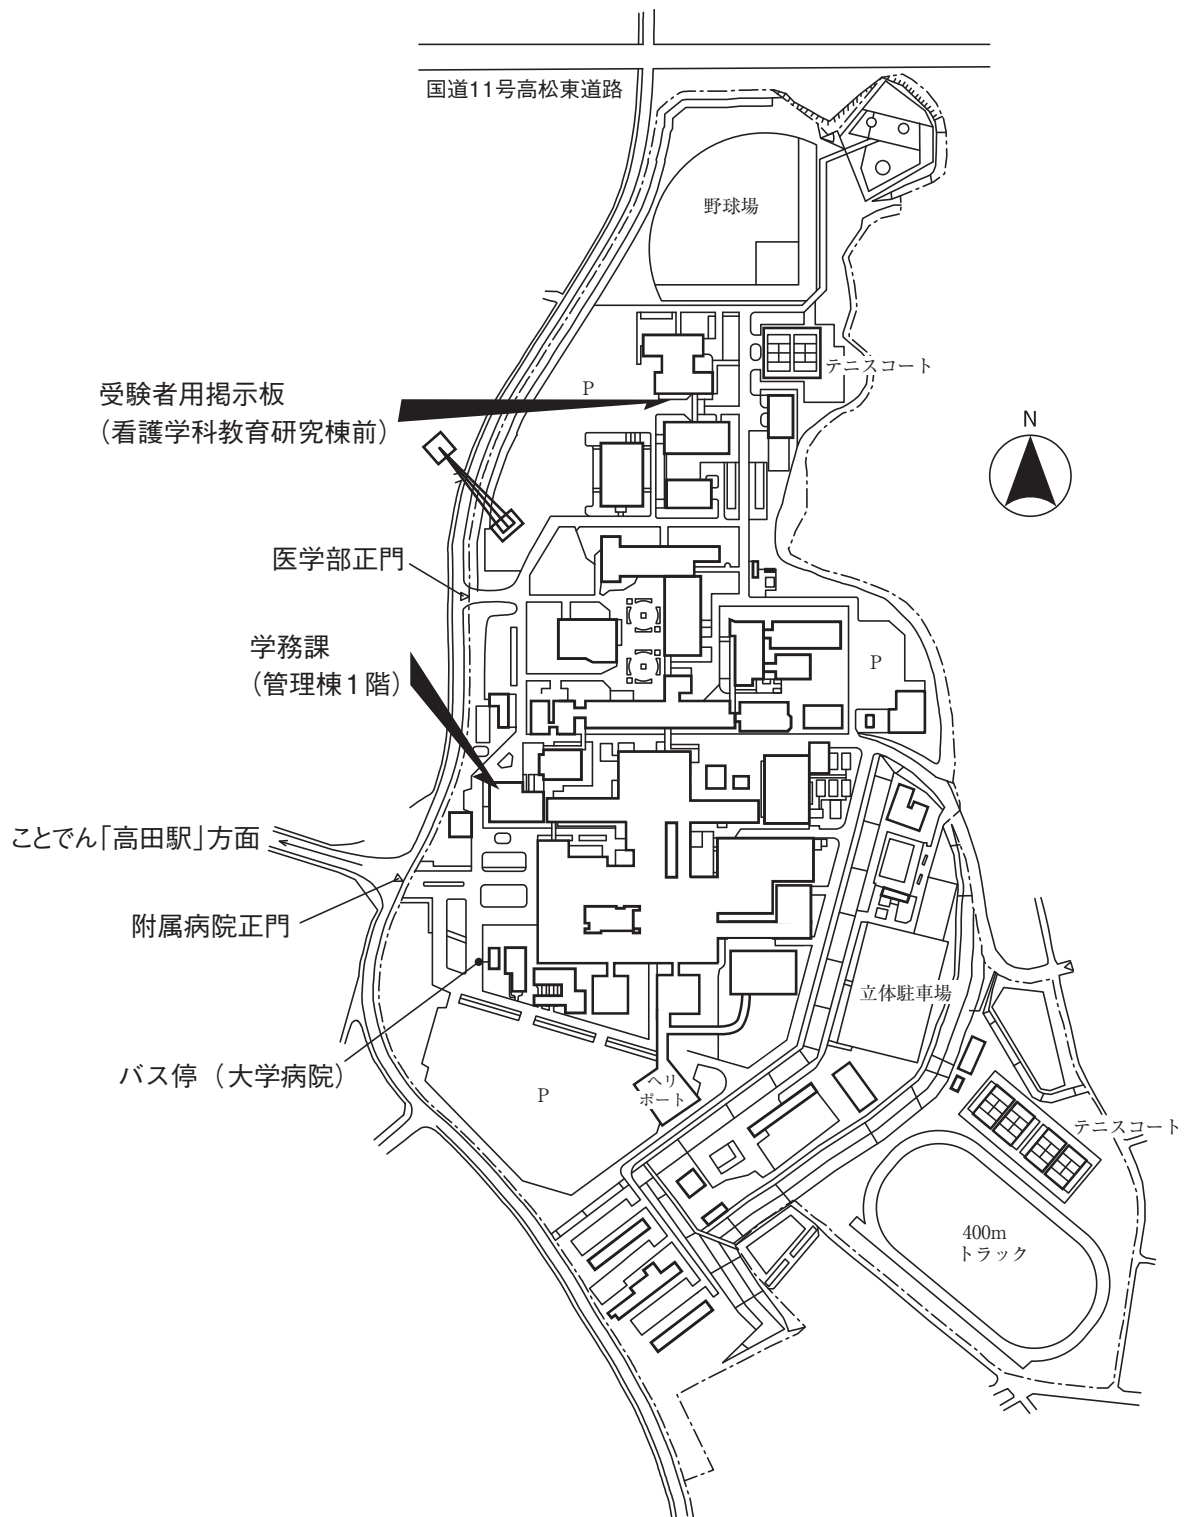 国道11号高松東道路
野球場
テニスコート
受験者用掲示板
（看護学科教育研究棟前）
P
N
医学部正門
学務課
（管理棟１階）
P
ことでん「高田駅」方面
附属病院正門
立体駐車場
バス停（大学病院）
P
ヘリ
ポート
テニスコート
400m
トラック